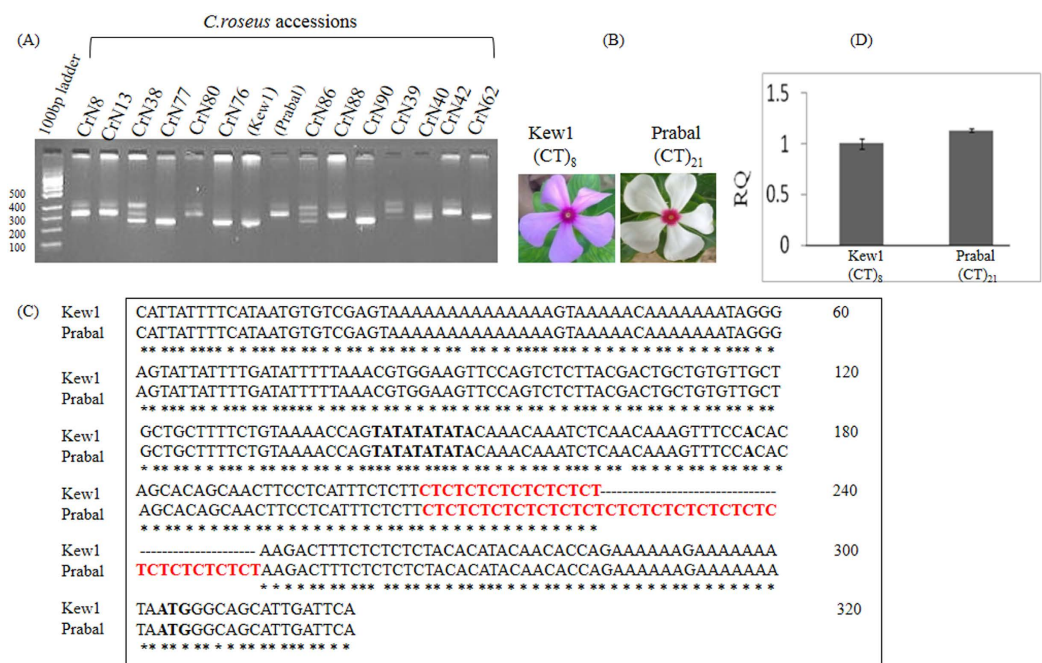 C.roseus accessions
(A)
(B)
(D)
100bp ladder
CrN8
CrN13
CrN38
CrN77
CrN80
CrN76
(Kew1)
(Prabal)
CrN86
CrN88
CrN90
CrN39
CrN40
CrN42
CrN62
500
400
300
200
100
Kew1
(CT)8
Prabal
(CT)21
1.5
1
0.5
0
RQ
Kew1
(CT)8
Prabal
(CT)21
(C)
Kew1 CATTATTTTCATAATGTGTCGAGTAAAAAAAAAAAAAAAAGTAAAAACAAAAAAATAGGG 60
Prabal CATTATTTTCATAATGTGTCGAGTAAAAAAAAAAAAAAAAGTAAAAACAAAAAAATAGGG
Kew1 AGTATTATTTTGATATTTTTAAACGTGGAAGTTCCAGTCTCTTACGACTGCTGTGTTGCT 120
Prabal AGTATTATTTTGATATTTTTAAACGTGGAAGTTCCAGTCTCTTACGACTGCTGTGTTGCT
Kew1 GCTGCTTTTCTGTAAAACCAGTATATATATACAAACAAATCTCAACAAAGTTTCCACAC 180
Prabal GCTGCTTTTCTGTAAAACCAGTATATATATACAAACAAATCTCAACAAAGTTTCCACAC
Kew1 AGCACAGCAACTTCCTCATTTCTCTTCTCTCTCTCTCTCTCT------------------------------- 240
Prabal AGCACAGCAACTTCCTCATTTCTCTTCTCTCTCTCTCTCTCTCTCTCTCTCTCTCTC
Kew1 ---------------------AAGACTTTCTCTCTCTACACATACAACACCAGAAAAAAGAAAAAAA 300
Prabal TCTCTCTCTCTAAGACTTTCTCTCTCTACACATACAACACCAGAAAAAAGAAAAAAA
Kew1 TAATGGGCAGCATTGATTCA 320
Prabal TAATGGGCAGCATTGATTCA